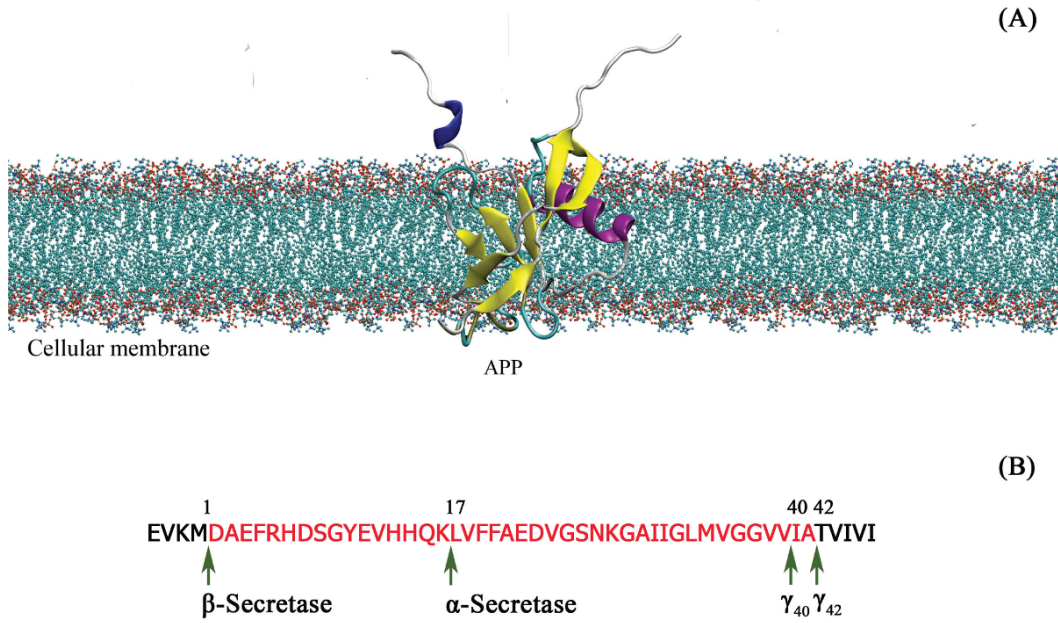 (A)
Cellular membrane
APP
(B)
1 17 40 42
EVKMDAEFRHDSGYEVHHQKLVFFAEDVGSNKGAIIGLMVGGVVIATVIVI
β-Secretase α-Secretase γ40 γ42